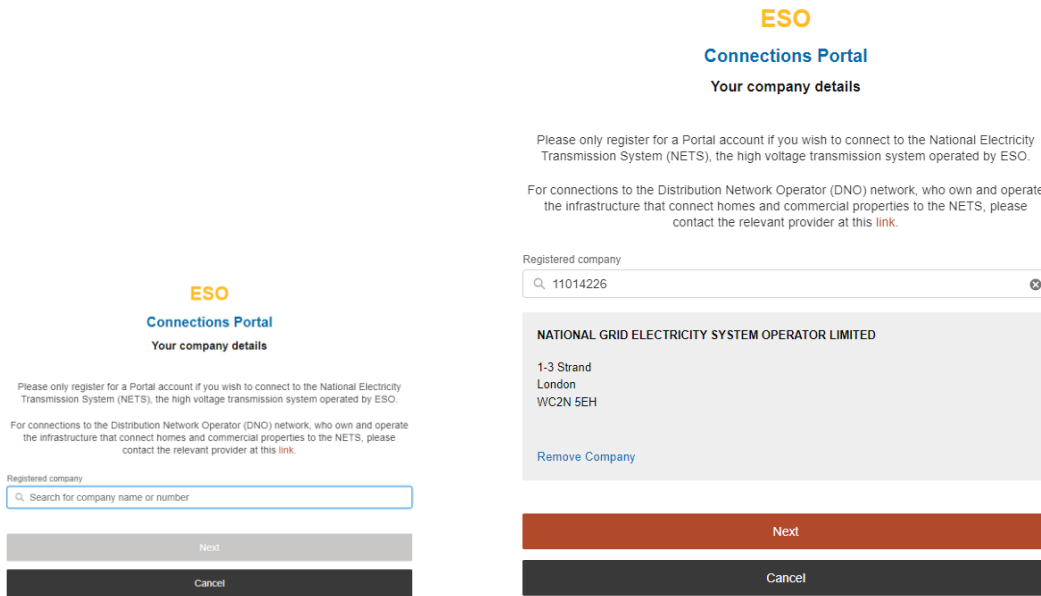 ESO
Connections Portal
Your company details
Please only register for a Portal account if you wish to connect to the National Electricity
Transmission System (NETS), the high voltage transmission system operated by ESO.
For connections to the Distribution Network Operator (DNO) network, who own and operate
the infrastructure that connect homes and commercial properties to the NETS, please
contact the relevant provider at this link.
Registered company
Search for company name or number
Next
Cancel
ESO
Connections Portal
Your company details
Please only register for a Portal account if you wish to connect to the National Electricity
Transmission System (NETS), the high voltage transmission system operated by ESO.
For connections to the Distribution Network Operator (DNO) network, who own and operate
the infrastructure that connect homes and commercial properties to the NETS, please
contact the relevant provider at this link.
Registered company
11014226
NATIONAL GRID ELECTRICITY SYSTEM OPERATOR LIMITED
1-3 Strand
London
WC2N 5EH
Remove Company
Next
Cancel